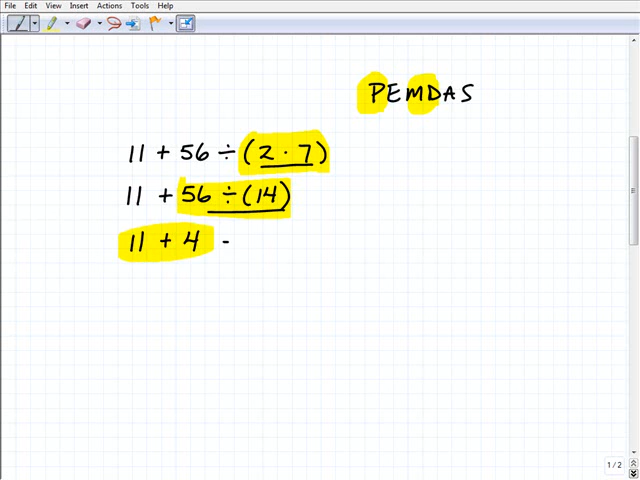 File Edit View Insert Actions Tools Help
PEMDAS
11 + 56 ÷ (2 · 7)
11 + 56 ÷ (14)
11 + 4 -
1 / 2